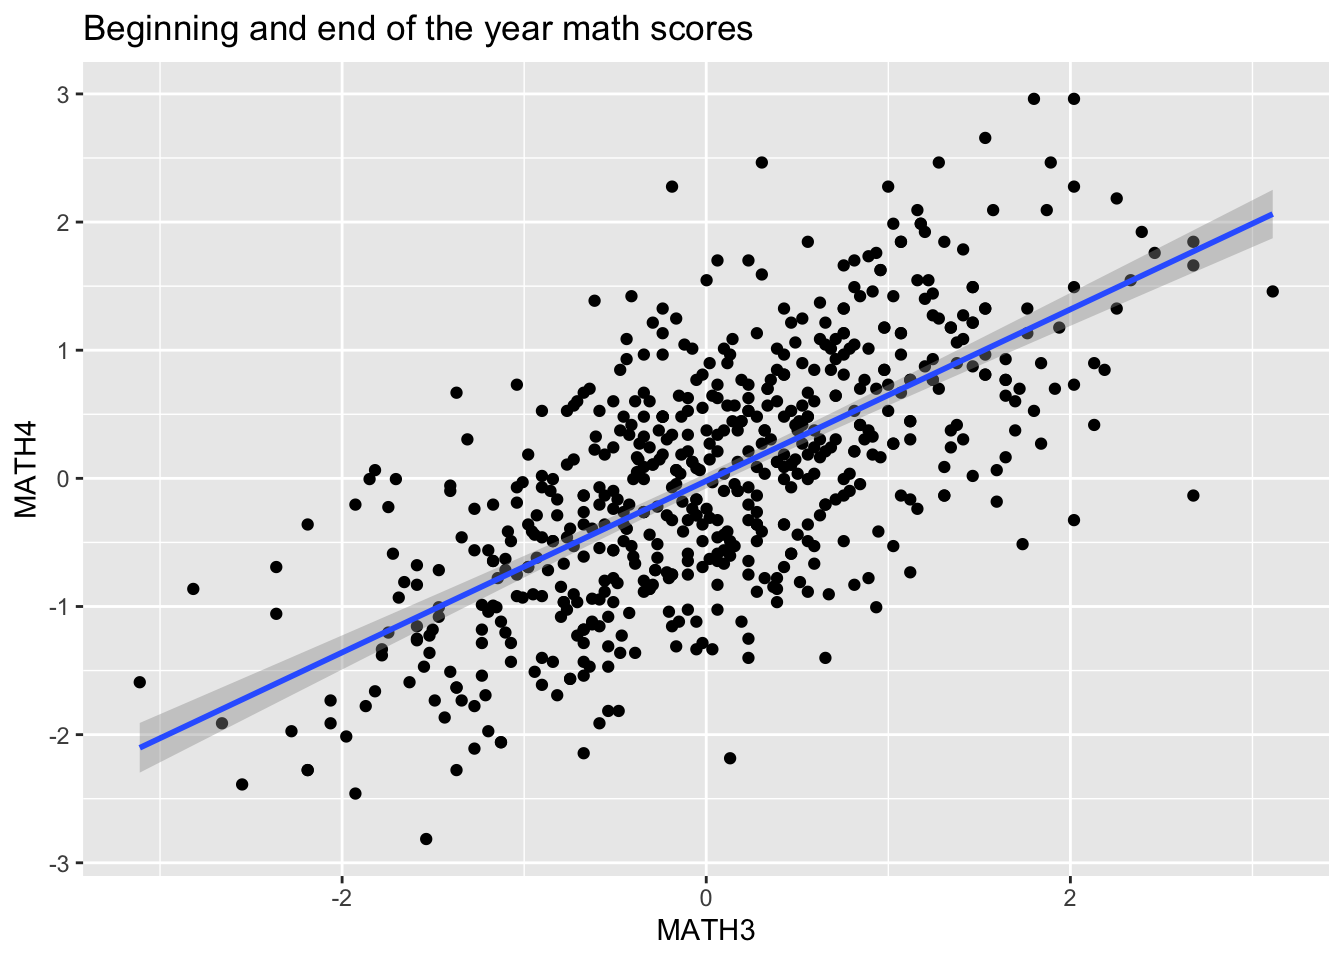 Beginning and end of the year math scores
3
2
1
0
-1
-2
-3
MATH4
-2 0 2
MATH3